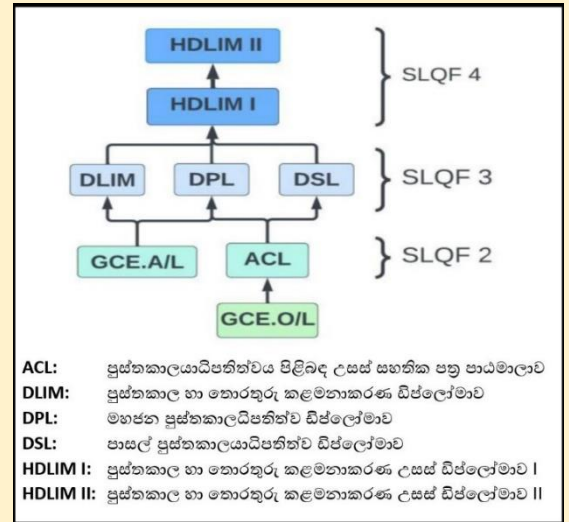 HDLIM II
HDLIM I
SLQF 4
DLIM DPL DSL
SLQF 3
GCE.A/L ACL
SLQF 2
GCE.O/L
ACL: පුස්තකාලයාධිපතිත්වය පිළිබඳ උසස් සහතික පත්‍ර පාඨමාලාව
DLIM: පුස්තකාල හා තොරතුරු කළමනාකරණ ඩිප්ලෝමාව
DPL: මහජන පුස්තකාලධිපතිත්ව ඩිප්ලෝමාව
DSL: පාසල් පුස්තකාලයාධිපතිත්ව ඩිප්ලෝමාව
HDLIM I: පුස්තකාල හා තොරතුරු කළමනාකරණ උසස් ඩිප්ලෝමාව I
HDLIM II: පුස්තකාල හා තොරතුරු කළමනාකරණ උසස් ඩිප්ලෝමාව II